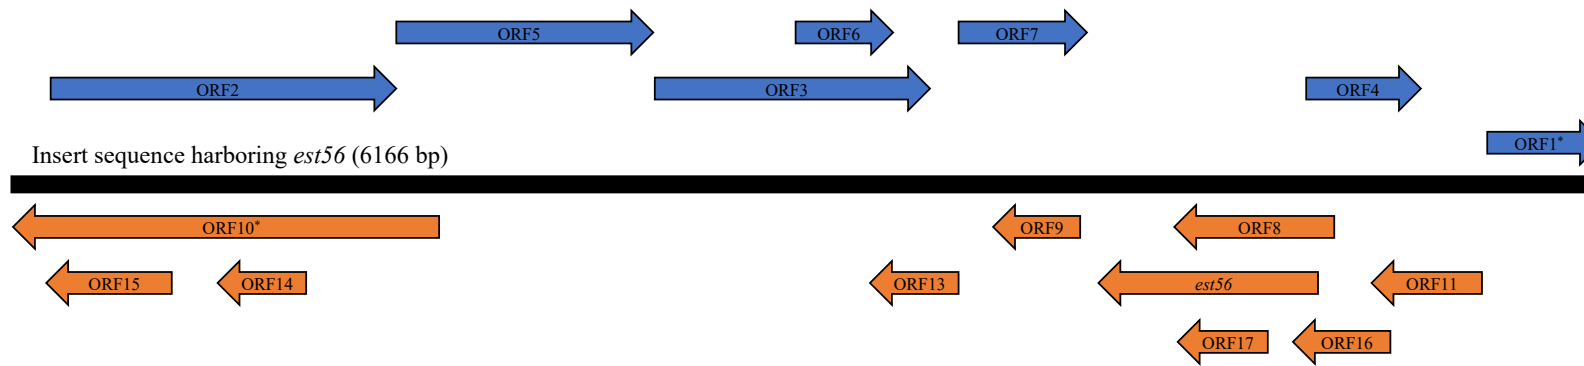 ORF5
ORF6
ORF7
ORF2
ORF3
ORF4
ORF1*
Insert sequence harboring est56 (6166 bp)
ORF10*
ORF9
ORF8
ORF15
ORF14
ORF13
est56
ORF11
ORF17
ORF16